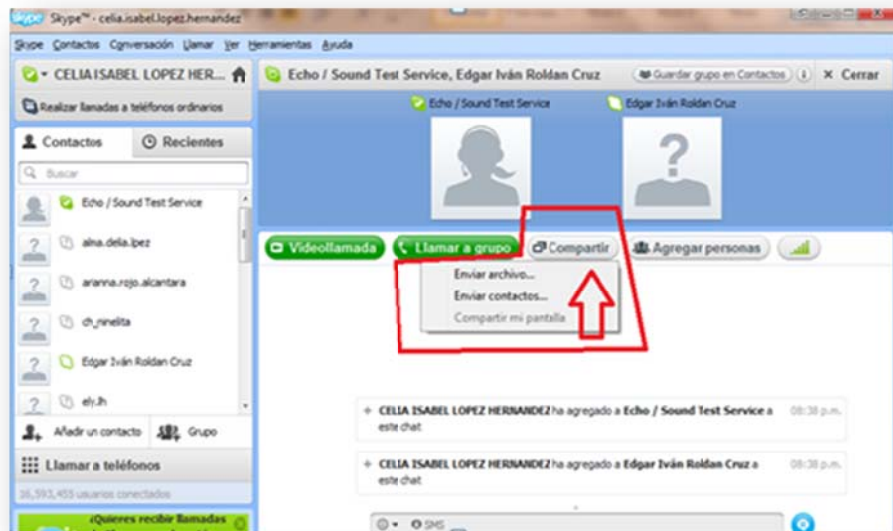 Skype™ - celia.isabel.lopez.hernandez
Skype Contactos Conversación Llamar Ver Herramientas Ayuda
CELIA ISABEL LOPEZ HER...
Realizar llamadas a teléfonos ordinarios
Contactos Recientes
Buscar
Echo / Sound Test Service
alma.delia.lpez
arianna.rojo.alcantara
ch_ninelita
Edgar Iván Roldan Cruz
ely.lh
Añadir un contacto Grupo
Llamar a teléfonos
16,593,455 usuarios conectados
¿Quieres recibir llamadas
Echo / Sound Test Service, Edgar Iván Roldan Cruz Guardar grupo en Contactos Cerrar
Echo / Sound Test Service Edgar Iván Roldan Cruz
Videollamada Llamar a grupo Compartir Agregar personas
Enviar archivo...
Enviar contactos...
Compartir mi pantalla
CELIA ISABEL LOPEZ HERNANDEZ ha agregado a Echo / Sound Test Service a 08:38 p.m.
este chat
CELIA ISABEL LOPEZ HERNANDEZ ha agregado a Edgar Iván Roldan Cruz a 08:38 p.m.
este chat
SMS